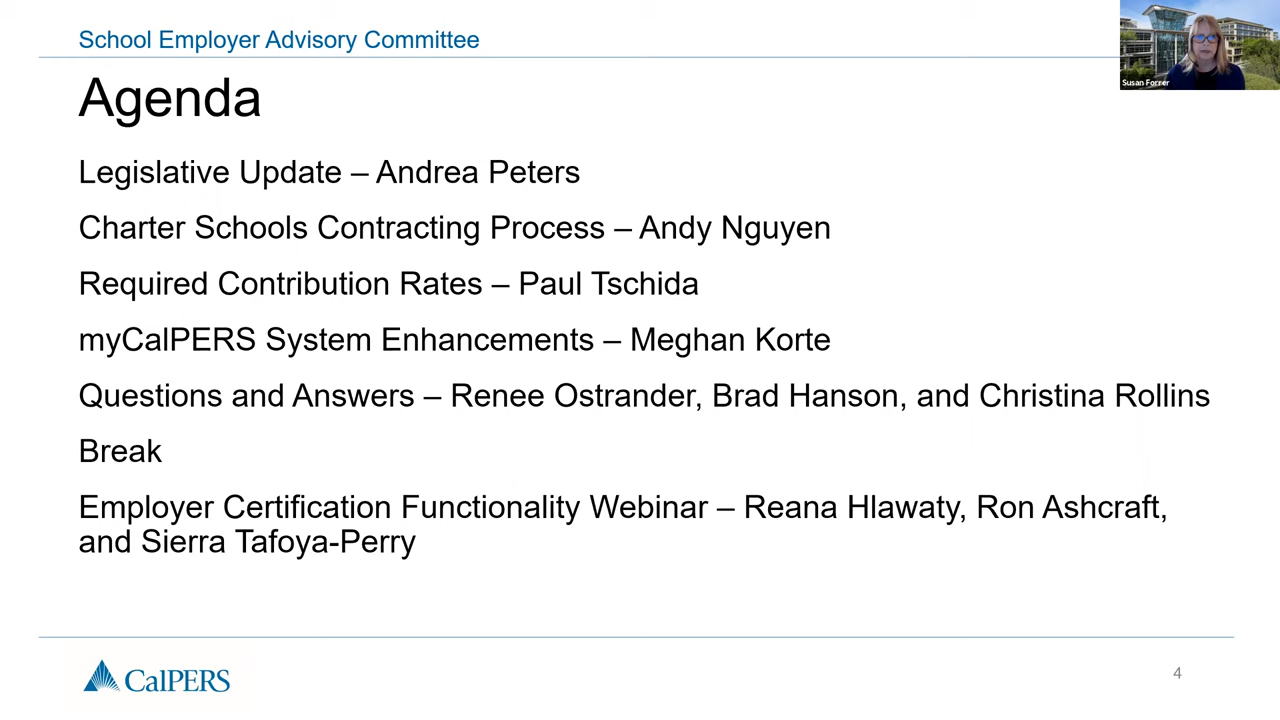 School Employer Advisory Committee
Susan Forrer
Agenda
Legislative Update – Andrea Peters
Charter Schools Contracting Process – Andy Nguyen
Required Contribution Rates – Paul Tschida
myCalPERS System Enhancements – Meghan Korte
Questions and Answers – Renee Ostrander, Brad Hanson, and Christina Rollins
Break
Employer Certification Functionality Webinar – Reana Hlawaty, Ron Ashcraft,
and Sierra Tafoya-Perry
CalPERS
4